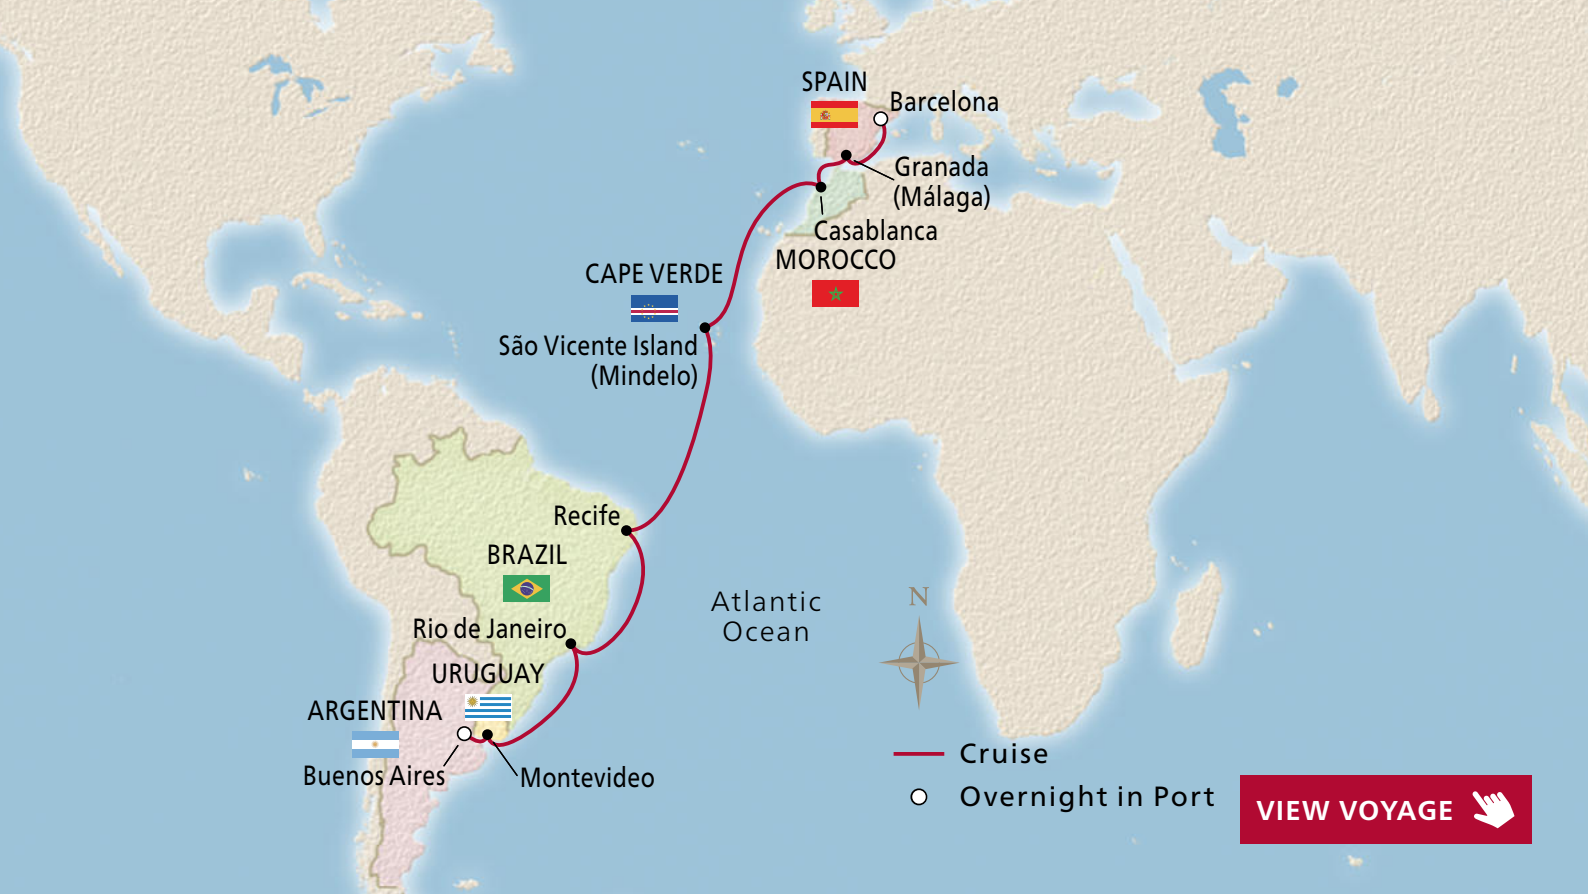 SPAIN
Barcelona
Granada
(Málaga)
Casablanca
MOROCCO
CAPE VERDE
São Vicente Island
(Mindelo)
Recife
BRAZIL
Atlantic
Ocean
N
Rio de Janeiro
URUGUAY
ARGENTINA
Buenos Aires
Montevideo
Cruise
Overnight in Port
VIEW VOYAGE